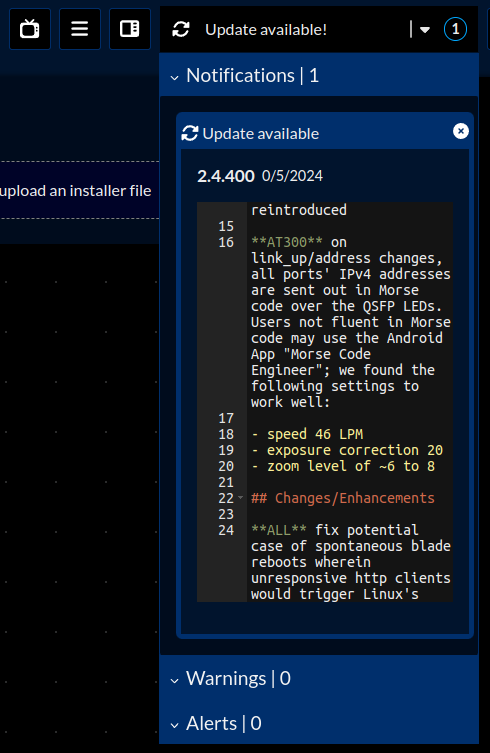 Update available!
1
Notifications | 1
Update available
2.4.400 0/5/2024
upload an installer file
reintroduced
15
16 **AT300** on
link_up/address changes,
all ports' IPv4 addresses
are sent out in Morse
code over the QSFP LEDs.
Users not fluent in Morse
code may use the Android
App "Morse Code
Engineer"; we found the
following settings to
work well:
17
18 - speed 46 LPM
19 - exposure correction 20
20 - zoom level of ~6 to 8
21
22 ## Changes/Enhancements
23
24 **ALL** fix potential
case of spontaneous blade
reboots wherein
unresponsive http clients
would trigger Linux's
Warnings | 0
Alerts | 0